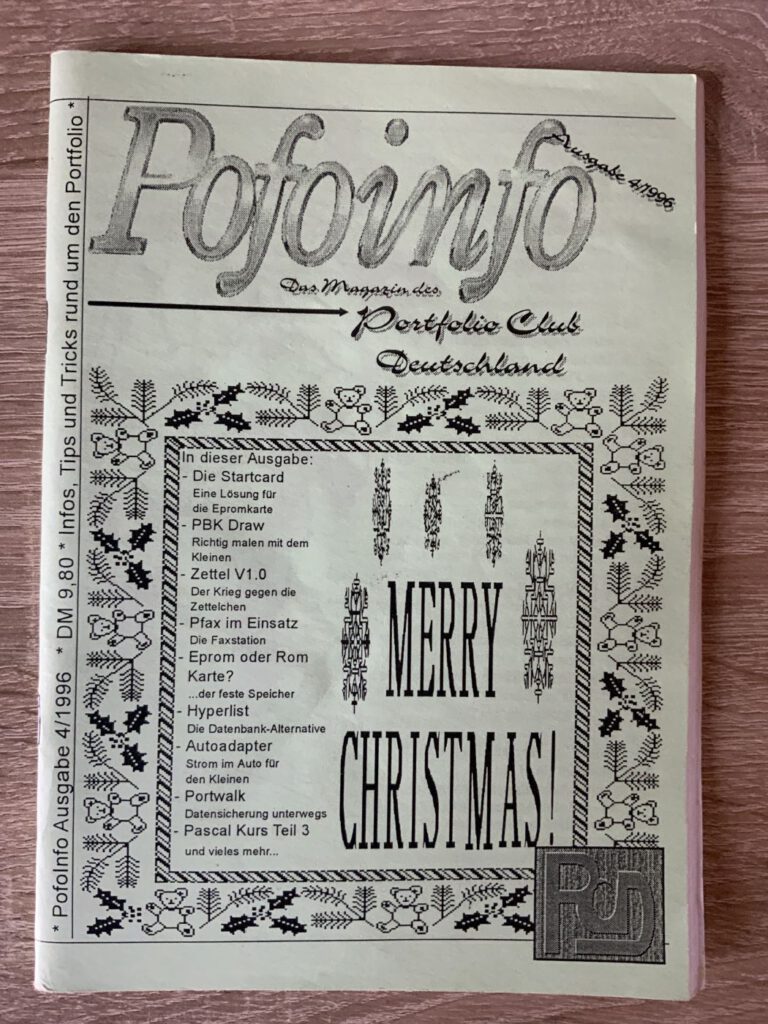 Pofoinfo
Ausgabe 4/1996
Das Magazin des
Portfolio Club
Deutschland
* PofoInfo Ausgabe 4/1996 * DM 9,80 * Infos, Tips und Tricks rund um den Portfolio *
In dieser Ausgabe:
- Die Startcard
Eine Lösung für
die Epromkarte
- PBK Draw
Richtig malen mit dem
Kleinen
- Zettel V1.0
Der Krieg gegen die
Zettelchen
- Pfax im Einsatz
Die Faxstation
- Eprom oder Rom
Karte?
...der feste Speicher
- Hyperlist
Die Datenbank-Alternative
- Autoadapter
Strom im Auto für
den Kleinen
- Portwalk
Datensicherung unterwegs
- Pascal Kurs Teil 3
und vieles mehr...
MERRY
CHRISTMAS!
PCD